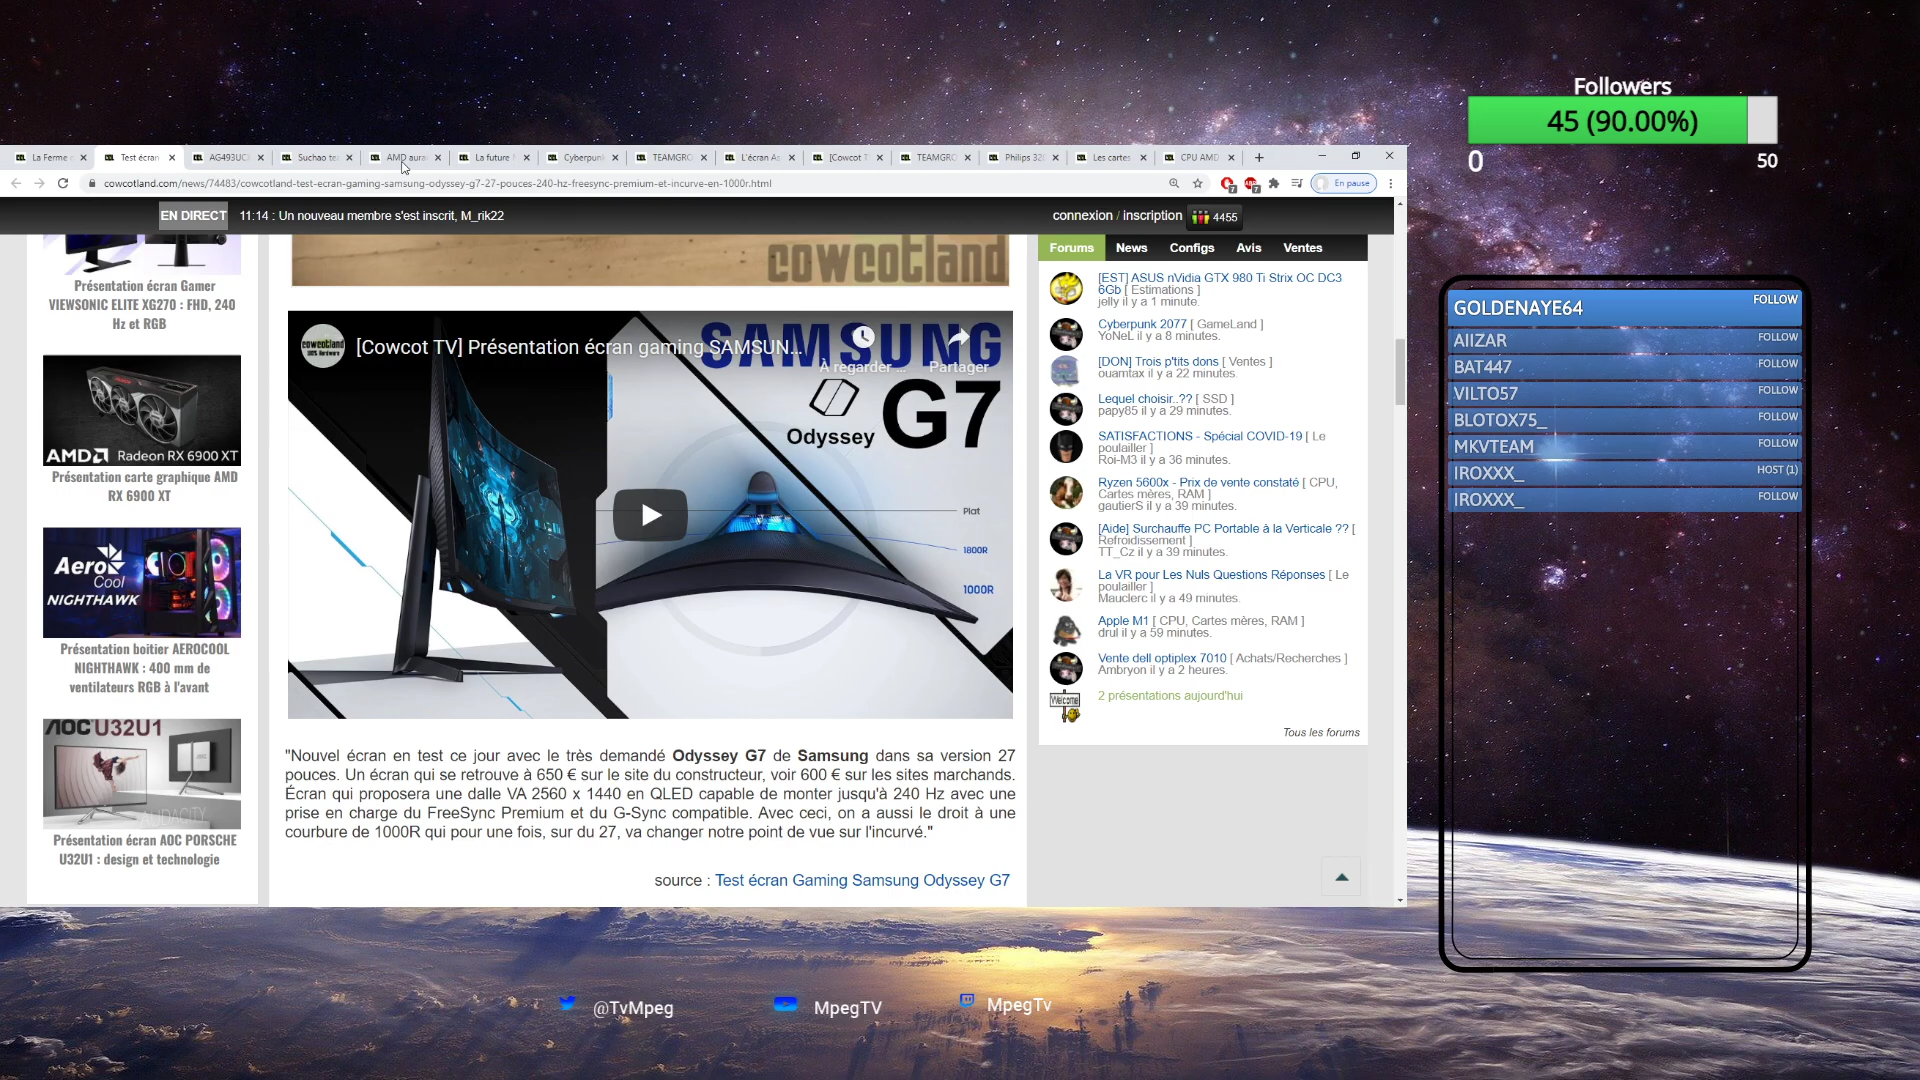 Followers
45 (90.00%)
0
50
La Ferme
Test écran
AG493UC
Suchao te
AMD aura
La future
Cyberpunk
TEAMGRO
L'écran As
[Cowcot T
TEAMGRO
Philips 32
Les cartes
CPU AMD
cowcotland.com/news/74483/cowcotland-test-ecran-gaming-samsung-odyssey-g7-27-pouces-240-hz-freesync-premium-et-incurve-en-1000r.html
7
7
En pause
EN DIRECT
11:14 : Un nouveau membre s'est inscrit, M_rik22
connexion / inscription
4455
Présentation écran Gamer
VIEWSONIC ELITE XG270 : FHD, 240
Hz et RGB
AMD Radeon RX 6900 XT
Présentation carte graphique AMD
RX 6900 XT
Aero
Cool
NIGHTHAWK
Présentation boitier AEROCOOL
NIGHTHAWK : 400 mm de
ventilateurs RGB à l'avant
AOC U32U1
AUDACITY
Présentation écran AOC PORSCHE
U32U1 : design et technologie
cowcotland
cowcotland
100% Hardware
[Cowcot TV] Présentation écran gaming SAMSUN...
À regarder ...
Partager
SAMSUNG
Odyssey G7
Plat
1800R
1000R
"Nouvel écran en test ce jour avec le très demandé Odyssey G7 de Samsung dans sa version 27
pouces. Un écran qui se retrouve à 650 € sur le site du constructeur, voir 600 € sur les sites marchands.
Écran qui proposera une dalle VA 2560 x 1440 en QLED capable de monter jusqu'à 240 Hz avec une
prise en charge du FreeSync Premium et du G-Sync compatible. Avec ceci, on a aussi le droit à une
courbure de 1000R qui pour une fois, sur du 27, va changer notre point de vue sur l'incurvé."
source : Test écran Gaming Samsung Odyssey G7
Forums
News
Configs
Avis
Ventes
[EST] ASUS nVidia GTX 980 Ti Strix OC DC3
6Gb [ Estimations ]
jelly il y a 1 minute.
Cyberpunk 2077 [ GameLand ]
YoNeL il y a 8 minutes.
[DON] Trois p'tits dons [ Ventes ]
ouamtax il y a 22 minutes.
Lequel choisir..?? [ SSD ]
papy85 il y a 29 minutes.
SATISFACTIONS - Spécial COVID-19 [ Le
poulailler ]
Roi-M3 il y a 36 minutes.
Ryzen 5600x - Prix de vente constaté [ CPU,
Cartes mères, RAM ]
gautierS il y a 39 minutes.
[Aide] Surchauffe PC Portable à la Verticale ?? [
Refroidissement ]
TT_Cz il y a 39 minutes.
La VR pour Les Nuls Questions Réponses [ Le
poulailler ]
Mauclerc il y a 49 minutes.
Apple M1 [ CPU, Cartes mères, RAM ]
drul il y a 59 minutes.
Vente dell optiplex 7010 [ Achats/Recherches ]
Ambryon il y a 2 heures.
Welcome
2 présentations aujourd'hui
Tous les forums
GOLDENAYE64 FOLLOW
AIIZAR FOLLOW
BAT447 FOLLOW
VILTO57 FOLLOW
BLOTOX75_ FOLLOW
MKVTEAM FOLLOW
IROXXX_ HOST (1)
IROXXX_ FOLLOW
@TvMpeg
MpegTV
MpegTv